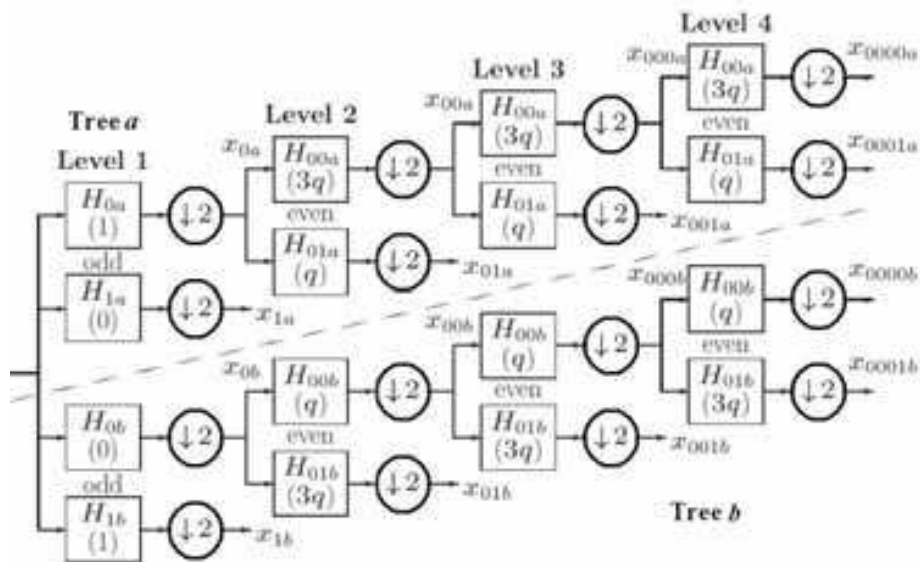 Level 4
x000a
H00a
(3q)
↓2
x0000a
even
H01a
(q)
↓2
x0001a
Level 3
x00a
H00a
(3q)
↓2
even
H01a
(q)
↓2
x001a
Level 2
x0a
H00a
(3q)
↓2
even
H01a
(q)
↓2
x01a
Tree a
Level 1
H0a
(1)
↓2
odd
H1a
(0)
↓2
x1a
x000b
H00b
(q)
↓2
x0000b
even
H01b
(3q)
↓2
x0001b
x00b
H00b
(q)
↓2
even
H01b
(3q)
↓2
x001b
x0b
H00b
(q)
↓2
even
H01b
(3q)
↓2
x01b
H0b
(0)
↓2
odd
H1b
(1)
↓2
x1b
Tree b